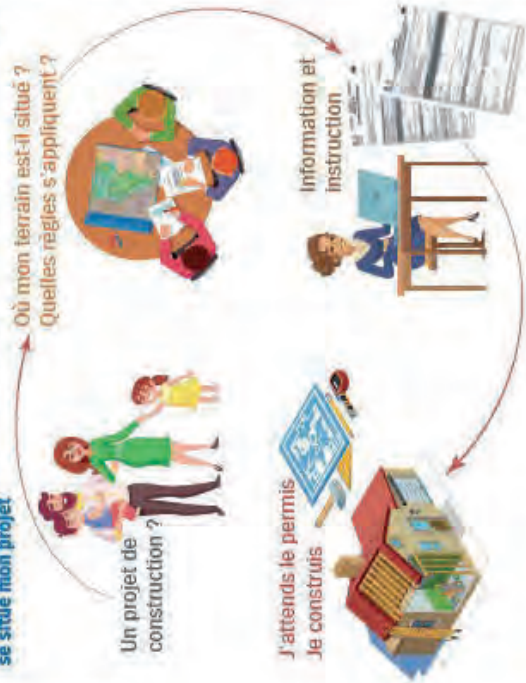 se situe mon projet
Un projet de
construction ?
Où mon terrain est-il situé ?
Quelles règles s'appliquent ?
Information et
instruction
J'attends le permis
Je construis